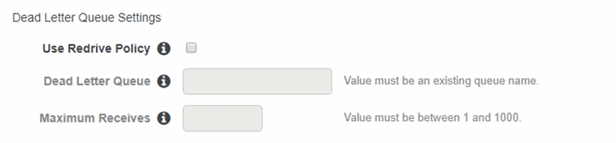 Dead Letter Queue Settings
Use Redrive Policy
Dead Letter Queue Value must be an existing queue name.
Maximum Receives Value must be between 1 and 1000.